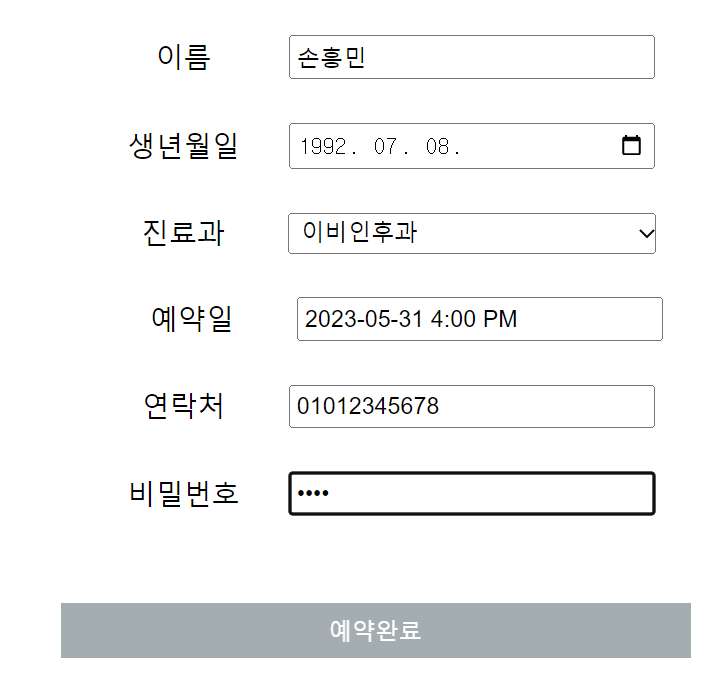 이름 손흥민
생년월일 1992. 07. 08.
진료과 이비인후과
예약일 2023-05-31 4:00 PM
연락처 01012345678
비밀번호 ••••
예약완료